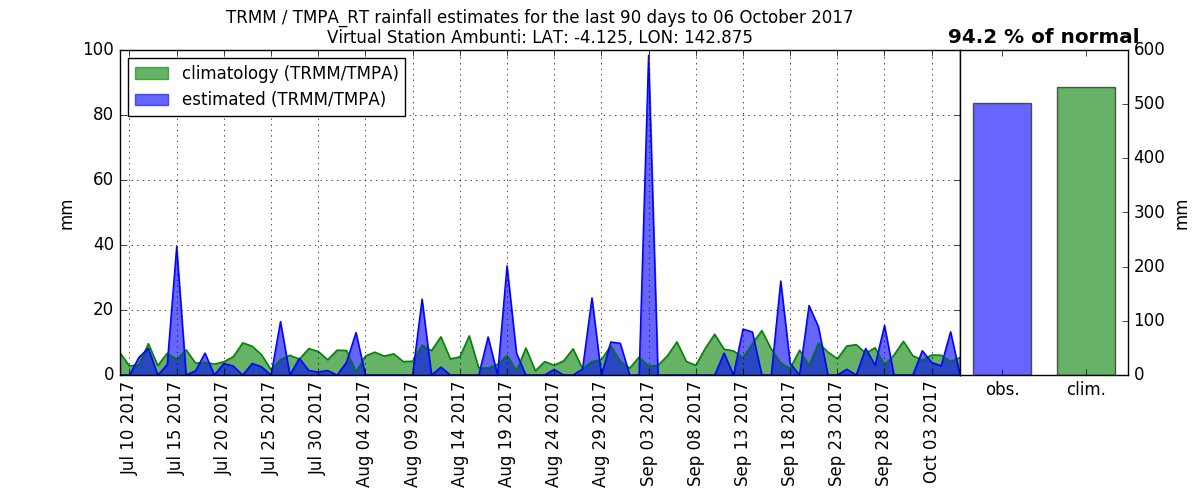 TRMM / TMPA_RT rainfall estimates for the last 90 days to 06 October 2017
Virtual Station Ambunti: LAT: -4.125, LON: 142.875
94.2 % of normal
climatology (TRMM/TMPA)
estimated (TRMM/TMPA)
100
80
60
40
20
0
mm
Jul 10 2017
Jul 15 2017
Jul 20 2017
Jul 25 2017
Jul 30 2017
Aug 04 2017
Aug 09 2017
Aug 14 2017
Aug 19 2017
Aug 24 2017
Aug 29 2017
Sep 03 2017
Sep 08 2017
Sep 13 2017
Sep 18 2017
Sep 23 2017
Sep 28 2017
Oct 03 2017
obs.
clim.
600
500
400
300
200
100
0
mm